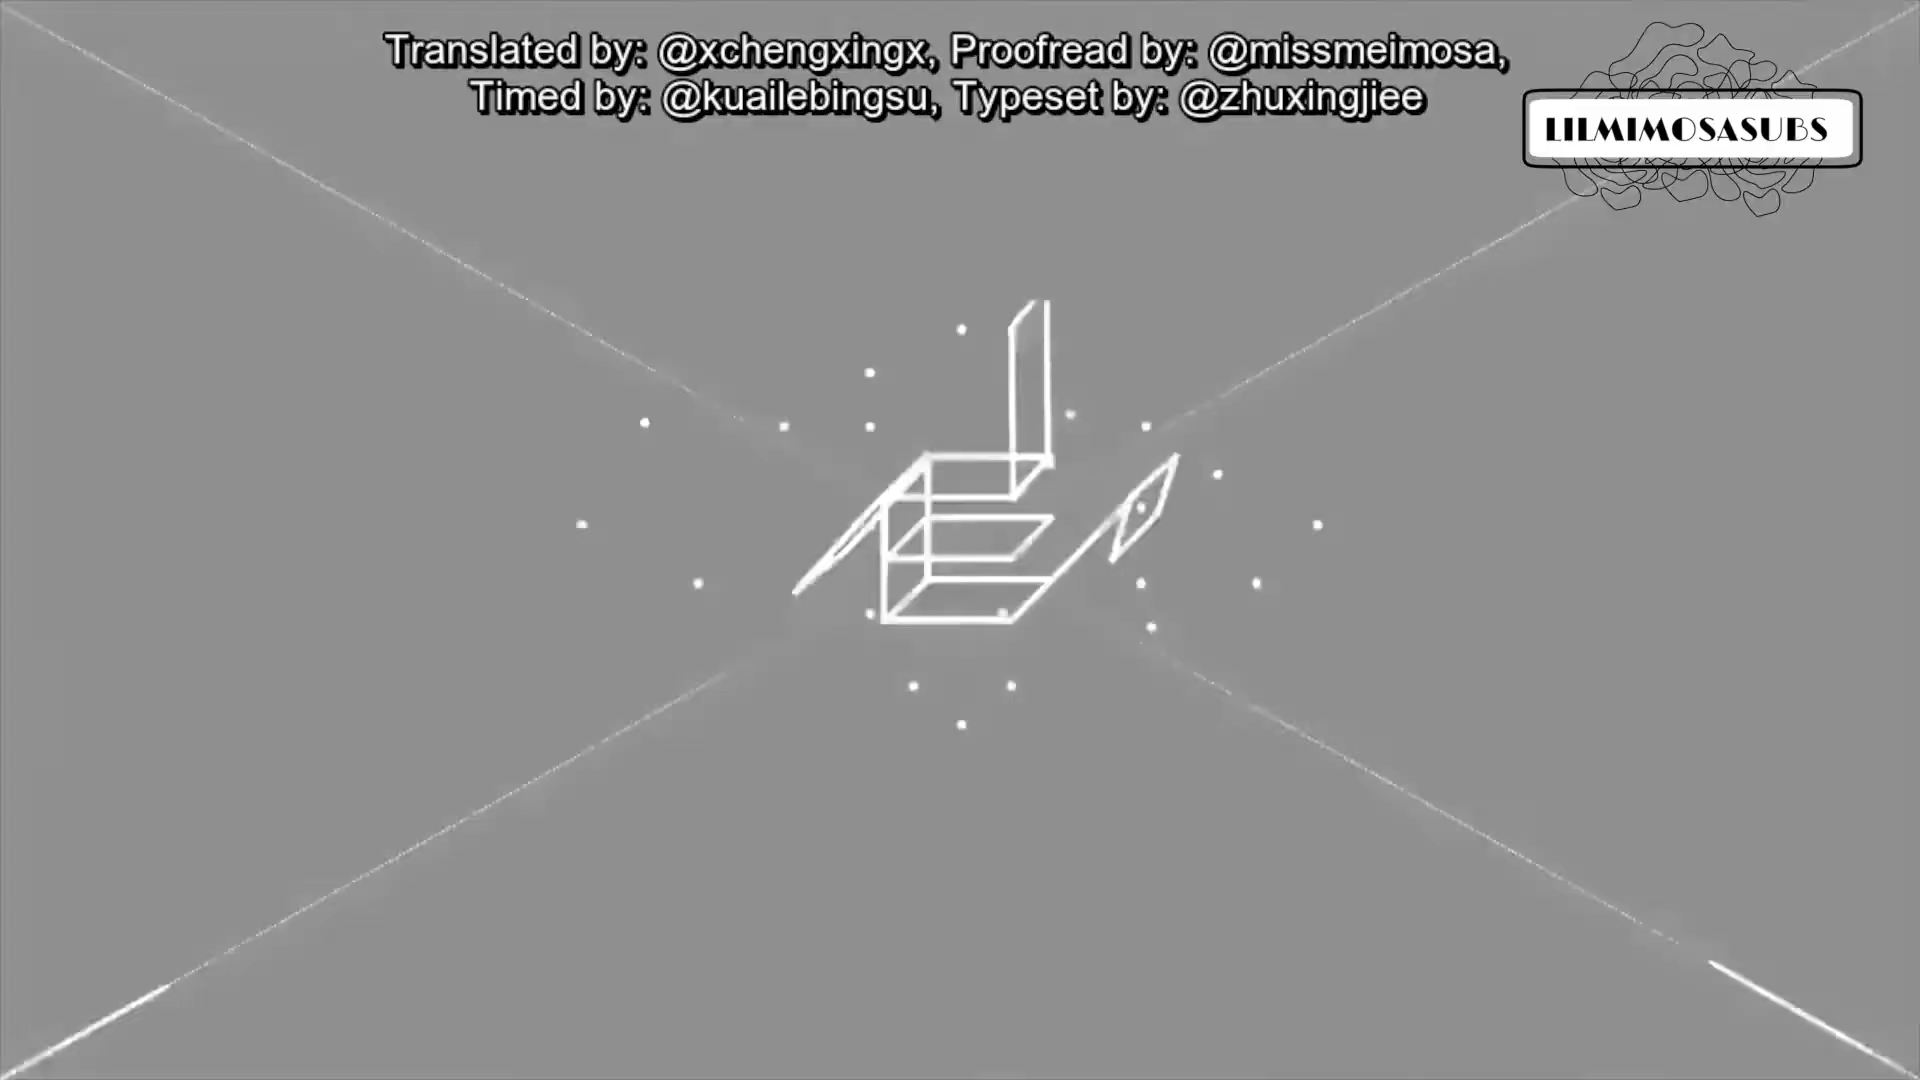 Translated by: @xchengxingx, Proofread by: @missmeimosa,
Timed by: @kuailebingsu, Typeset by: @zhuxingjiee
LILMIMOSASUBS